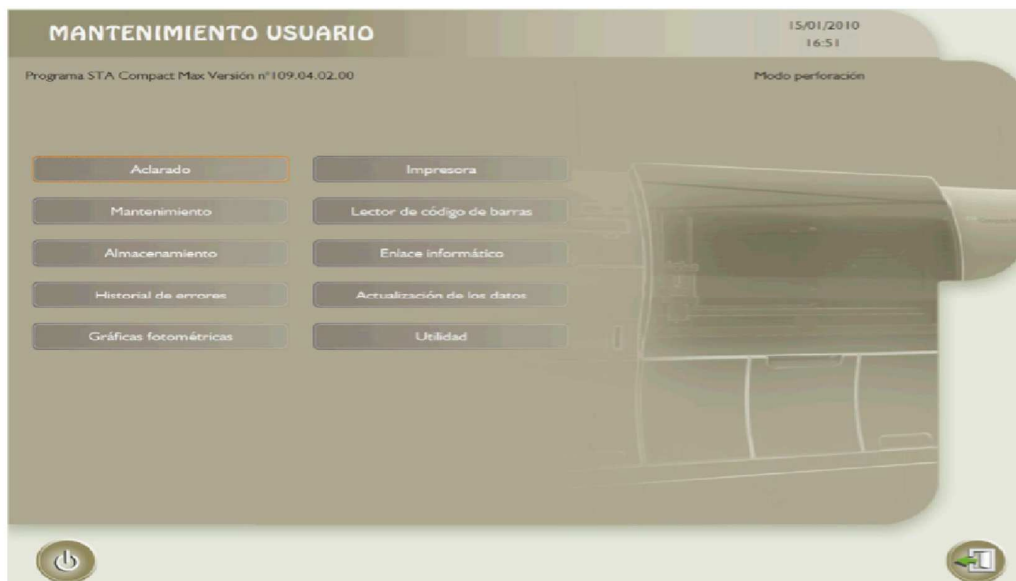 MANTENIMIENTO USUARIO
15/01/2010
16:51
Programa STA Compact Max Versión n°109.04.02.00
Modo perforación
Aclarado
Impresora
Mantenimiento
Lector de código de barras
Almacenamiento
Enlace informático
Historial de errores
Actualización de los datos
Gráficas fotométricas
Utilidad